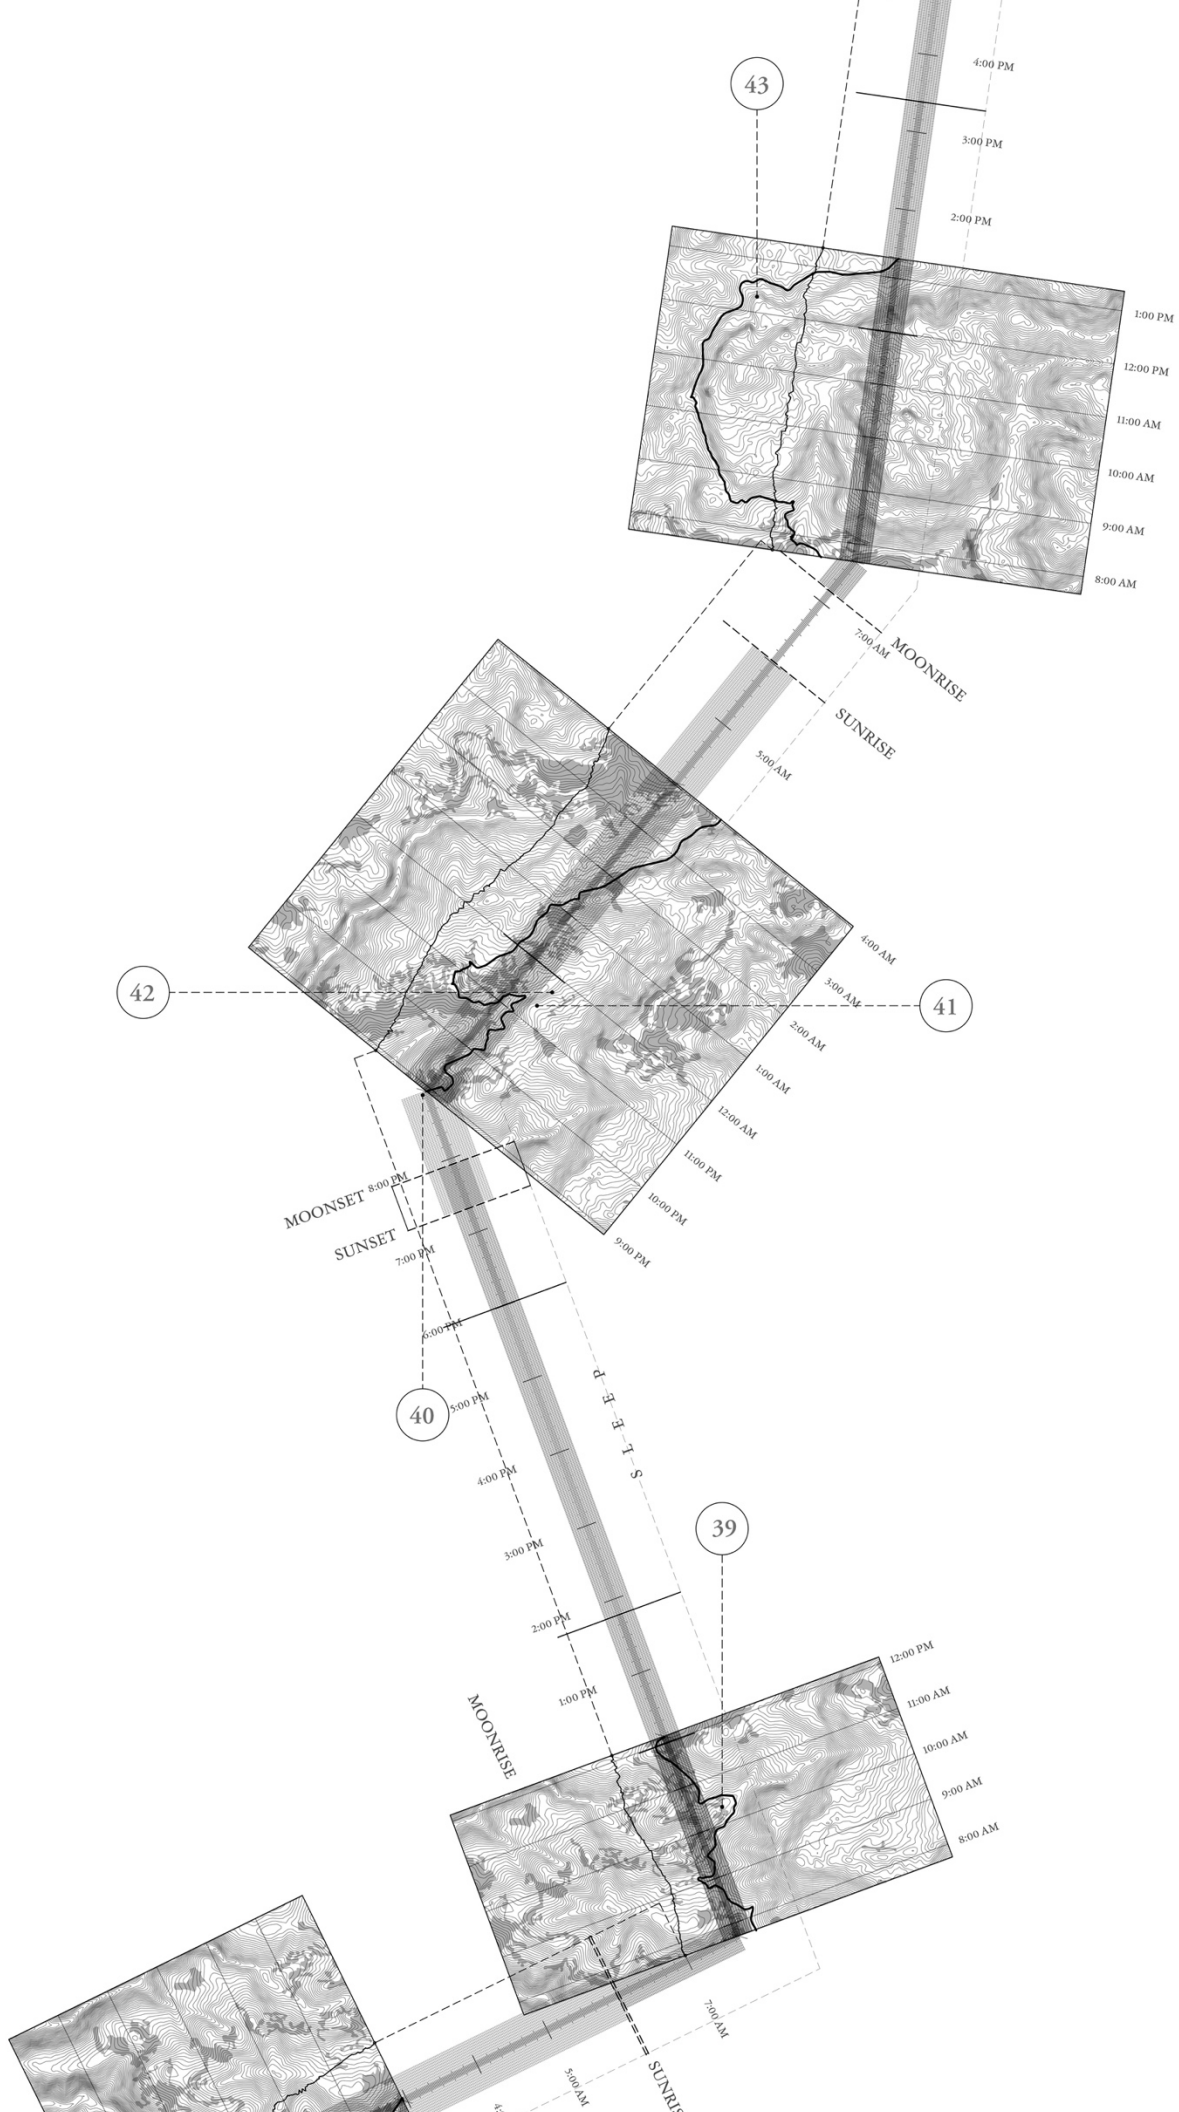 4:00 PM
43
3:00 PM
2:00 PM
1:00 PM
12:00 PM
11:00 AM
10:00 AM
9:00 AM
8:00 AM
7:00 AM
MOONRISE
SUNRISE
5:00 AM
4:00 AM
3:00 AM
42
41
2:00 AM
1:00 AM
12:00 AM
11:00 PM
10:00 PM
9:00 PM
MOONSET
8:00 PM
SUNSET
7:00 PM
6:00 PM
40
5:00 PM
SLEEP
4:00 PM
39
3:00 PM
2:00 PM
1:00 PM
MOONRISE
12:00 PM
11:00 AM
10:00 AM
9:00 AM
8:00 AM
7:00 AM
5:00 AM